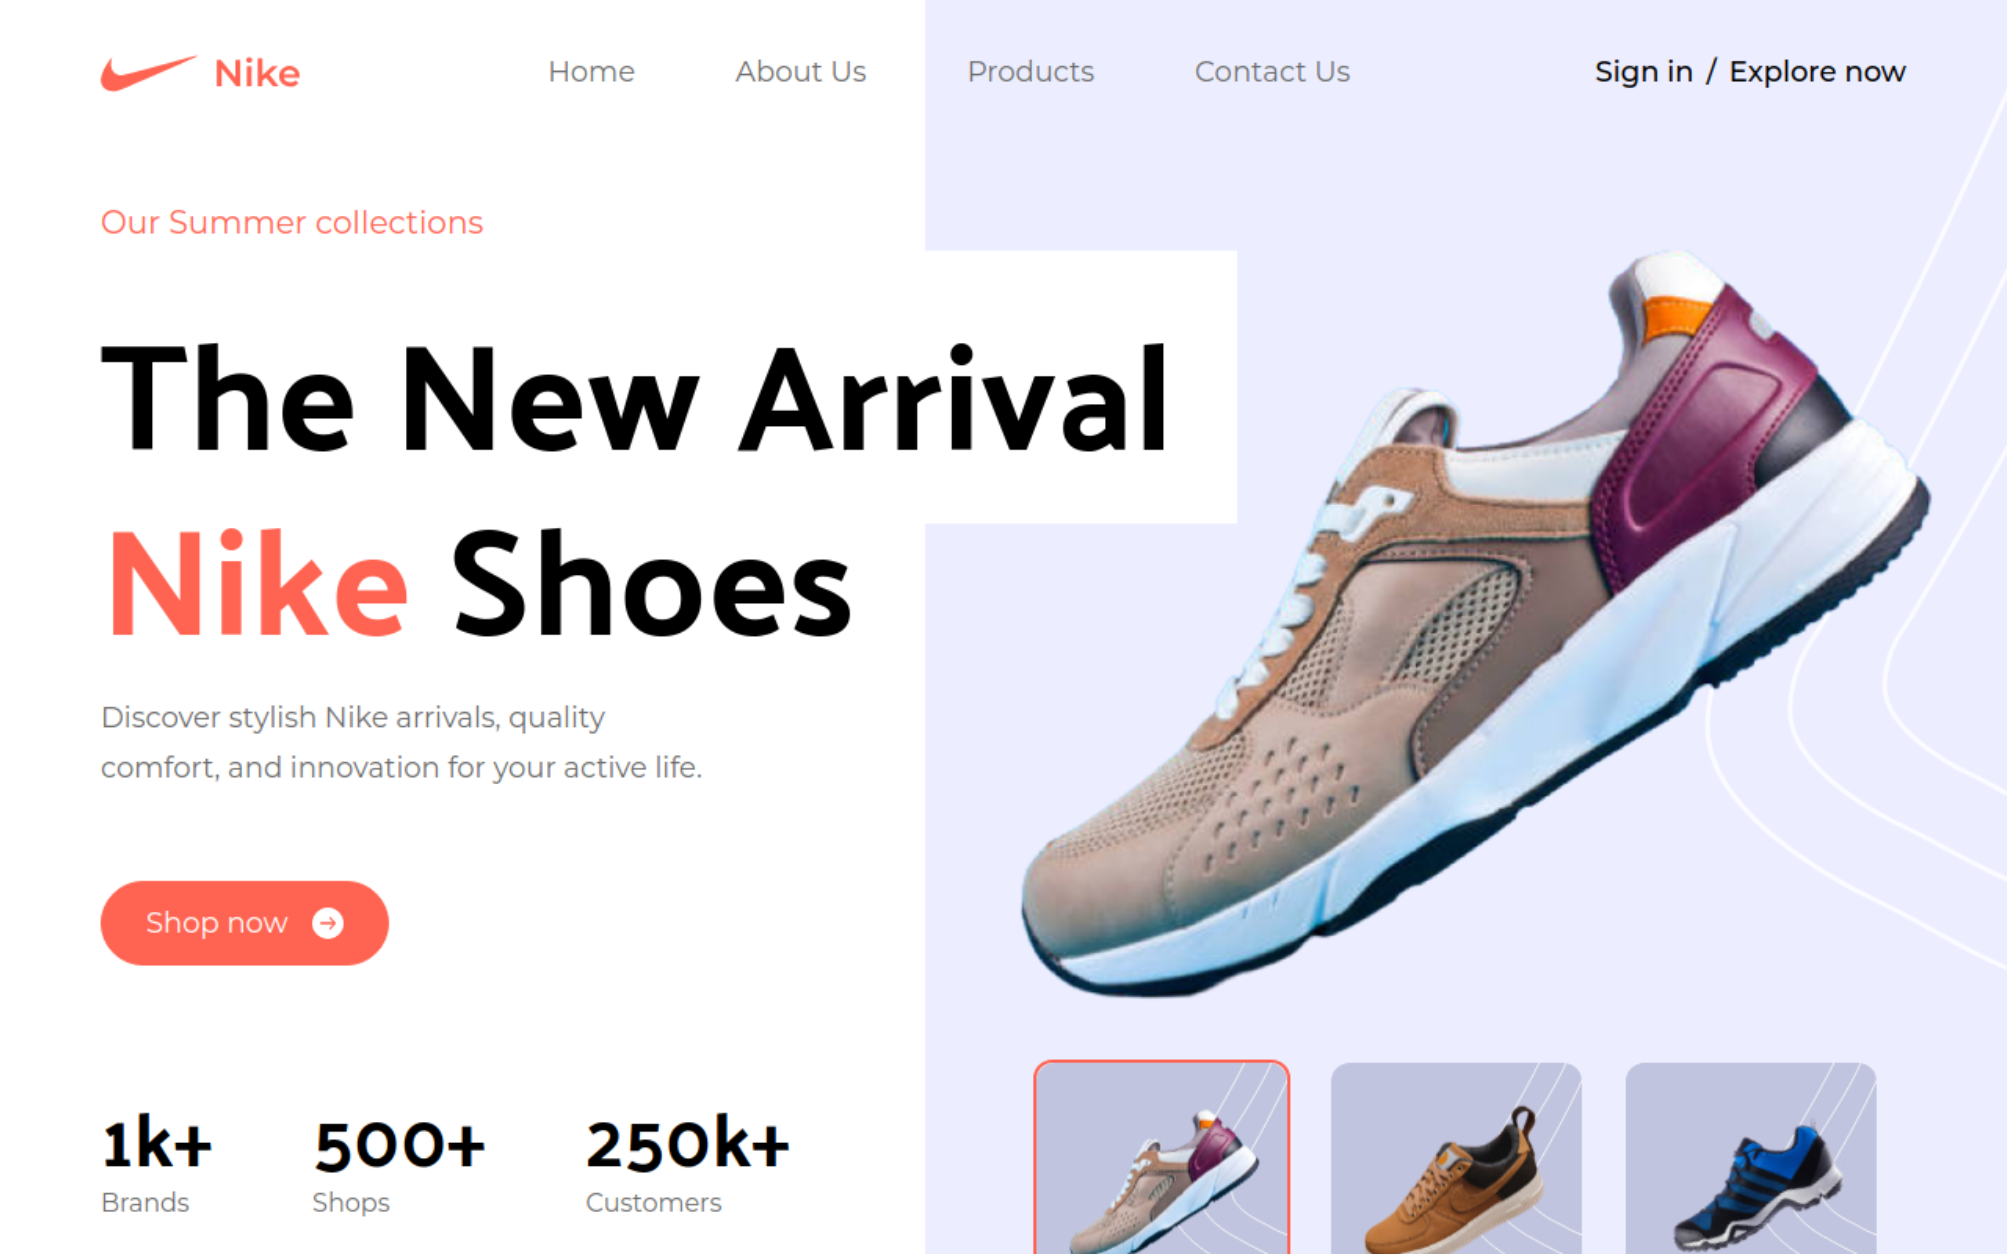 Nike
Home
About Us
Products
Contact Us
Sign in / Explore now
Our Summer collections
The New Arrival
Nike Shoes
Discover stylish Nike arrivals, quality
comfort, and innovation for your active life.
Shop now
1k+
500+
250k+
Brands
Shops
Customers